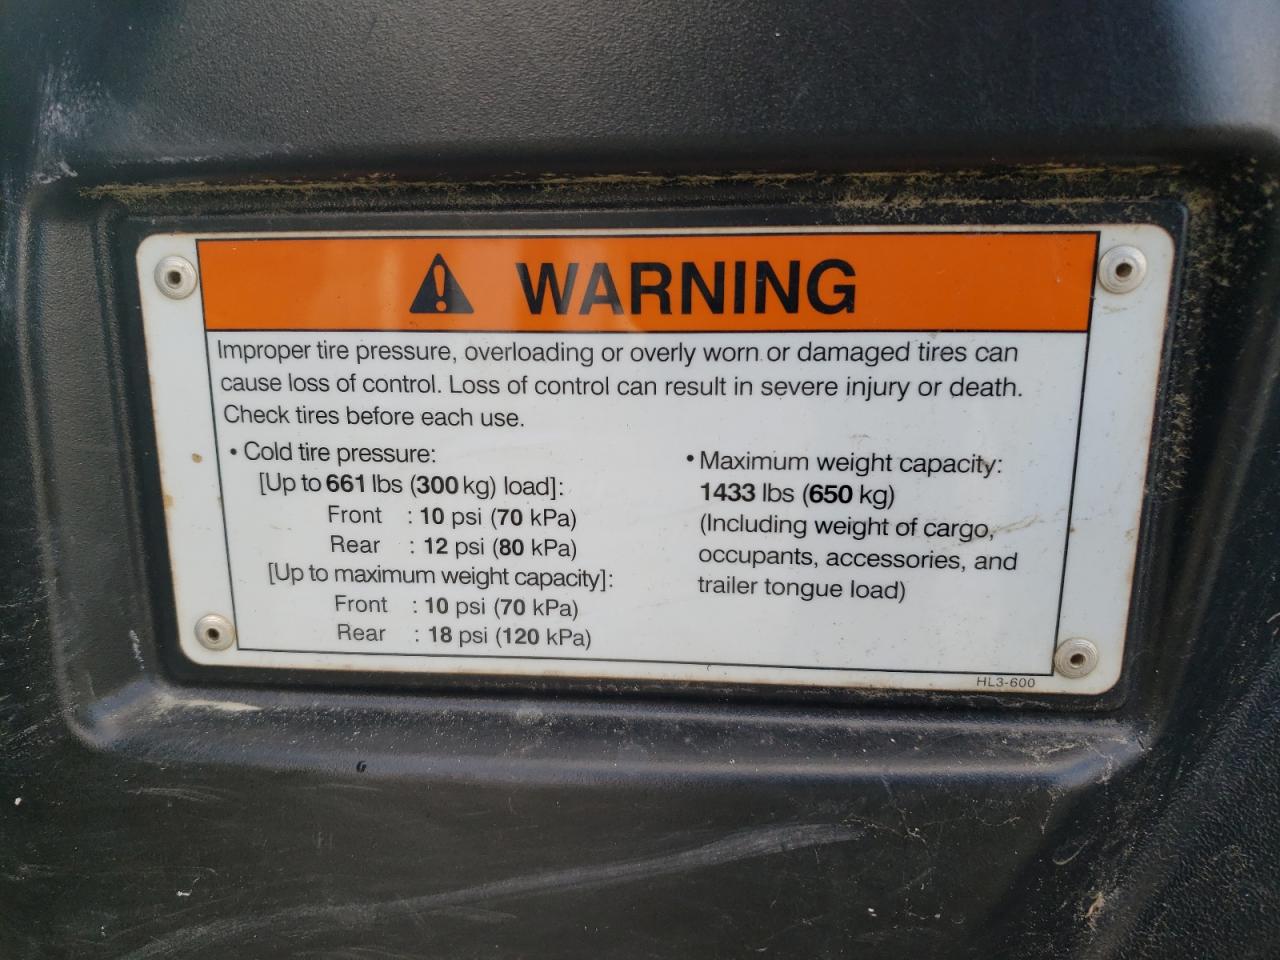 WARNING
Improper tire pressure, overloading or overly worn or damaged tires can
cause loss of control. Loss of control can result in severe injury or death.
Check tires before each use.
• Cold tire pressure:
[Up to 661 lbs (300 kg) load]:
Front : 10 psi (70 kPa)
Rear : 12 psi (80 kPa)
[Up to maximum weight capacity]:
Front : 10 psi (70 kPa)
Rear : 18 psi (120 kPa)
• Maximum weight capacity:
1433 lbs (650 kg)
(Including weight of cargo,
occupants, accessories, and
trailer tongue load)
HL3-600